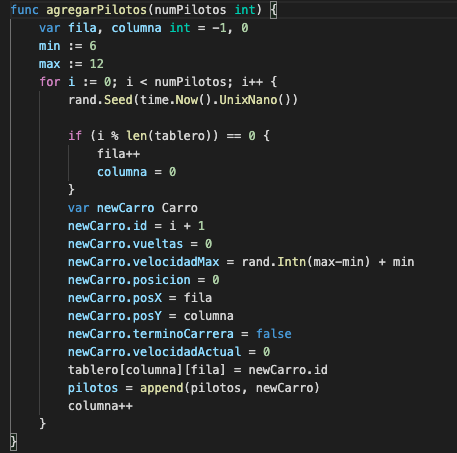 func agregarPilotos(numPilotos int) {
    var fila, columna int = -1, 0
    min := 6
    max := 12
    for i := 0; i < numPilotos; i++ {
        rand.Seed(time.Now().UnixNano())

        if (i % len(tablero)) == 0 {
            fila++
            columna = 0
        }
        var newCarro Carro
        newCarro.id = i + 1
        newCarro.vueltas = 0
        newCarro.velocidadMax = rand.Intn(max-min) + min
        newCarro.posicion = 0
        newCarro.posX = fila
        newCarro.posY = columna
        newCarro.terminoCarrera = false
        newCarro.velocidadActual = 0
        tablero[columna][fila] = newCarro.id
        pilotos = append(pilotos, newCarro)
        columna++
    }
}